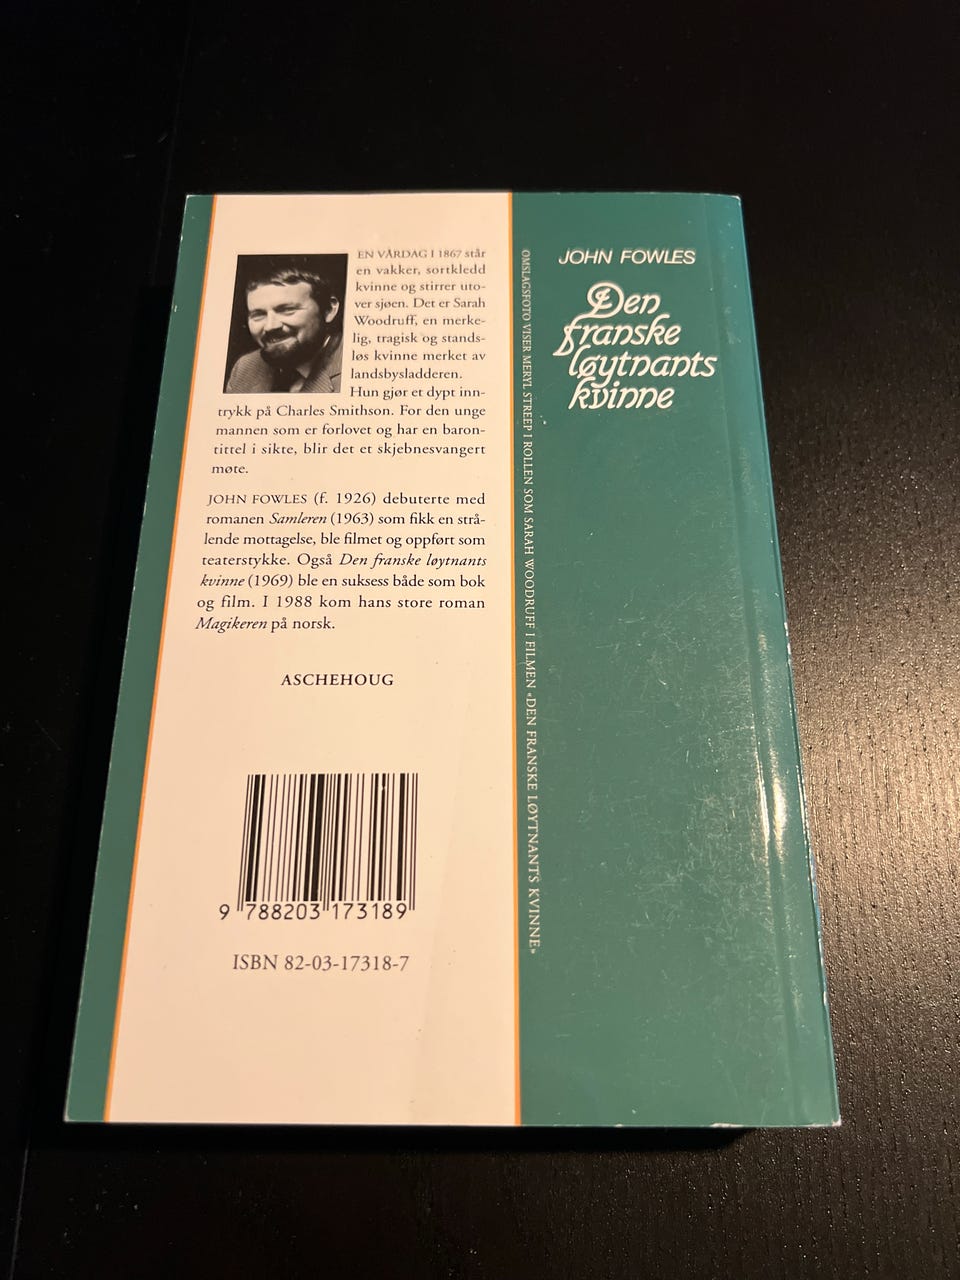 EN VÅRDAG I 1867 står
en vakker, sortkledd
kvinne og stirrer uto-
ver sjøen. Det er Sarah
Woodruff, en merke-
lig, tragisk og stands-
løs kvinne merket av
landsbysladderen.
Hun gjør et dypt inn-
trykk på Charles Smithson. For den unge
mannen som er forlovet og har en baron-
tittel i sikte, blir det et skjebnesvangert
møte.
JOHN FOWLES (f. 1926) debuterte med
romanen Samleren (1963) som fikk en strå-
lende mottagelse, ble filmet og oppført som
teaterstykke. Også Den franske løytnants
kvinne (1969) ble en suksess både som bok
og film. I 1988 kom hans store roman
Magikeren på norsk.
ASCHEHOUG
9 788203 173189
ISBN 82-03-17318-7
OMSLAGSFOTO VISER MERYL STREEP I ROLLEN SOM SARAH WOODRUFF I FILMEN «DEN FRANSKE LØYTNANTS KVINNE»
JOHN FOWLES
Den
franske
løytnants
kvinne